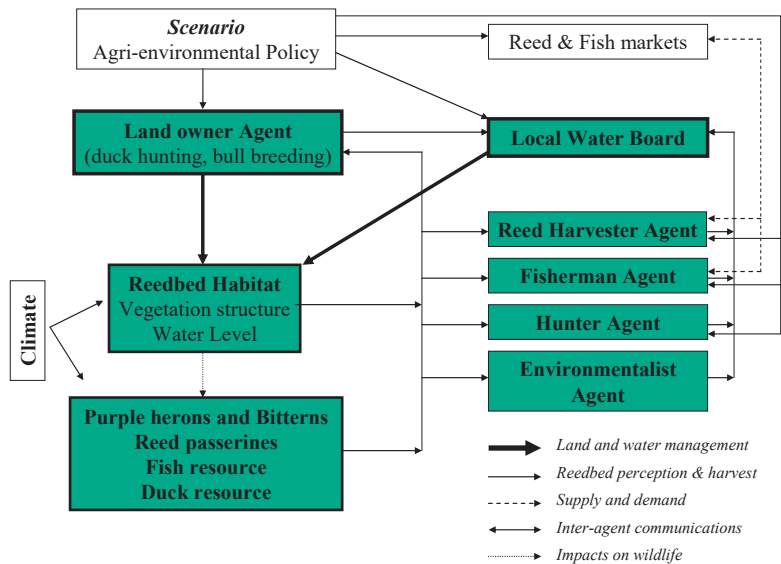 Scenario
Agri-environmental Policy
Reed & Fish markets
Land owner Agent
(duck hunting, bull breeding)
Local Water Board
Reed Harvester Agent
Fisherman Agent
Hunter Agent
Environmentalist
Agent
Reedbed Habitat
Vegetation structure
Water Level
Climate
Purple herons and Bitterns
Reed passerines
Fish resource
Duck resource
Land and water management
Reedbed perception & harvest
Supply and demand
Inter-agent communications
Impacts on wildlife